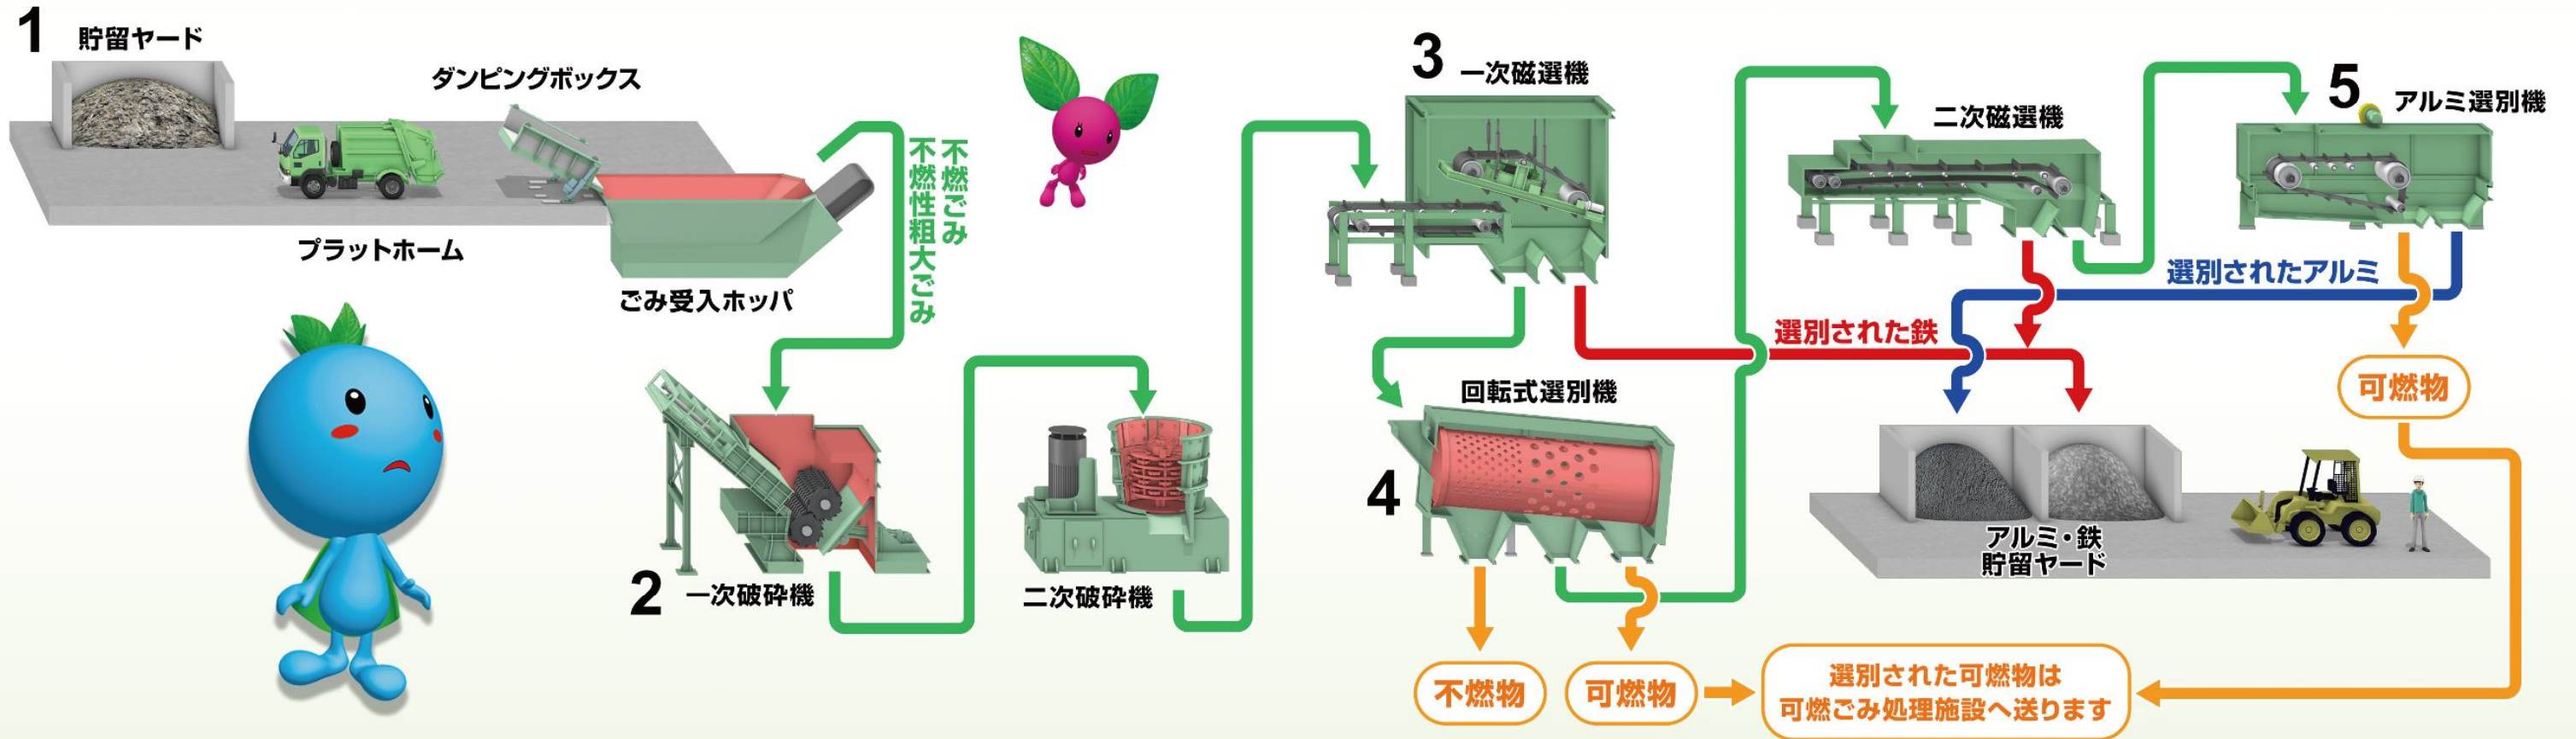 1
貯留ヤード
ダンピングボックス
プラットホーム
ごみ受入ホッパ
不燃ごみ
不燃性粗大ごみ
2
一次破砕機
二次破砕機
3
一次磁選機
4
回転式選別機
不燃物
可燃物
選別された可燃物は
可燃ごみ処理施設へ送ります
二次磁選機
5
アルミ選別機
選別されたアルミ
選別された鉄
可燃物
アルミ・鉄
貯留ヤード